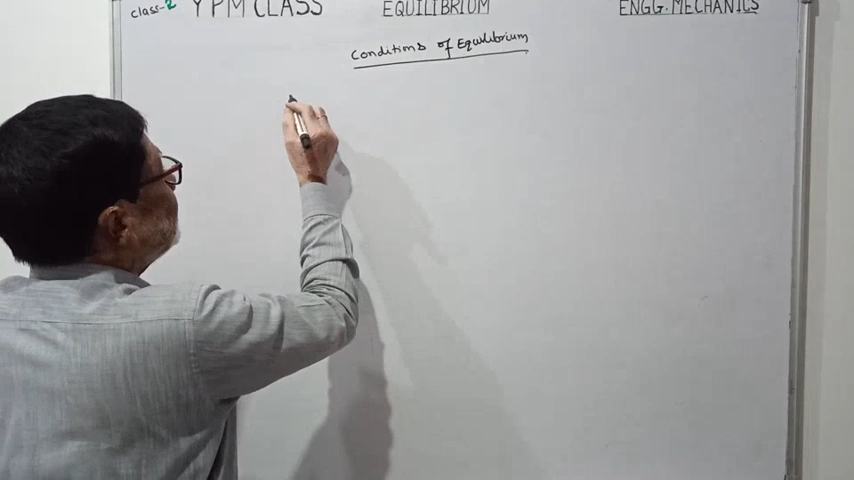 class-2 YPM CLASS EQUILIBRIUM ENGG.MECHANICS
Conditions of Equilibrium